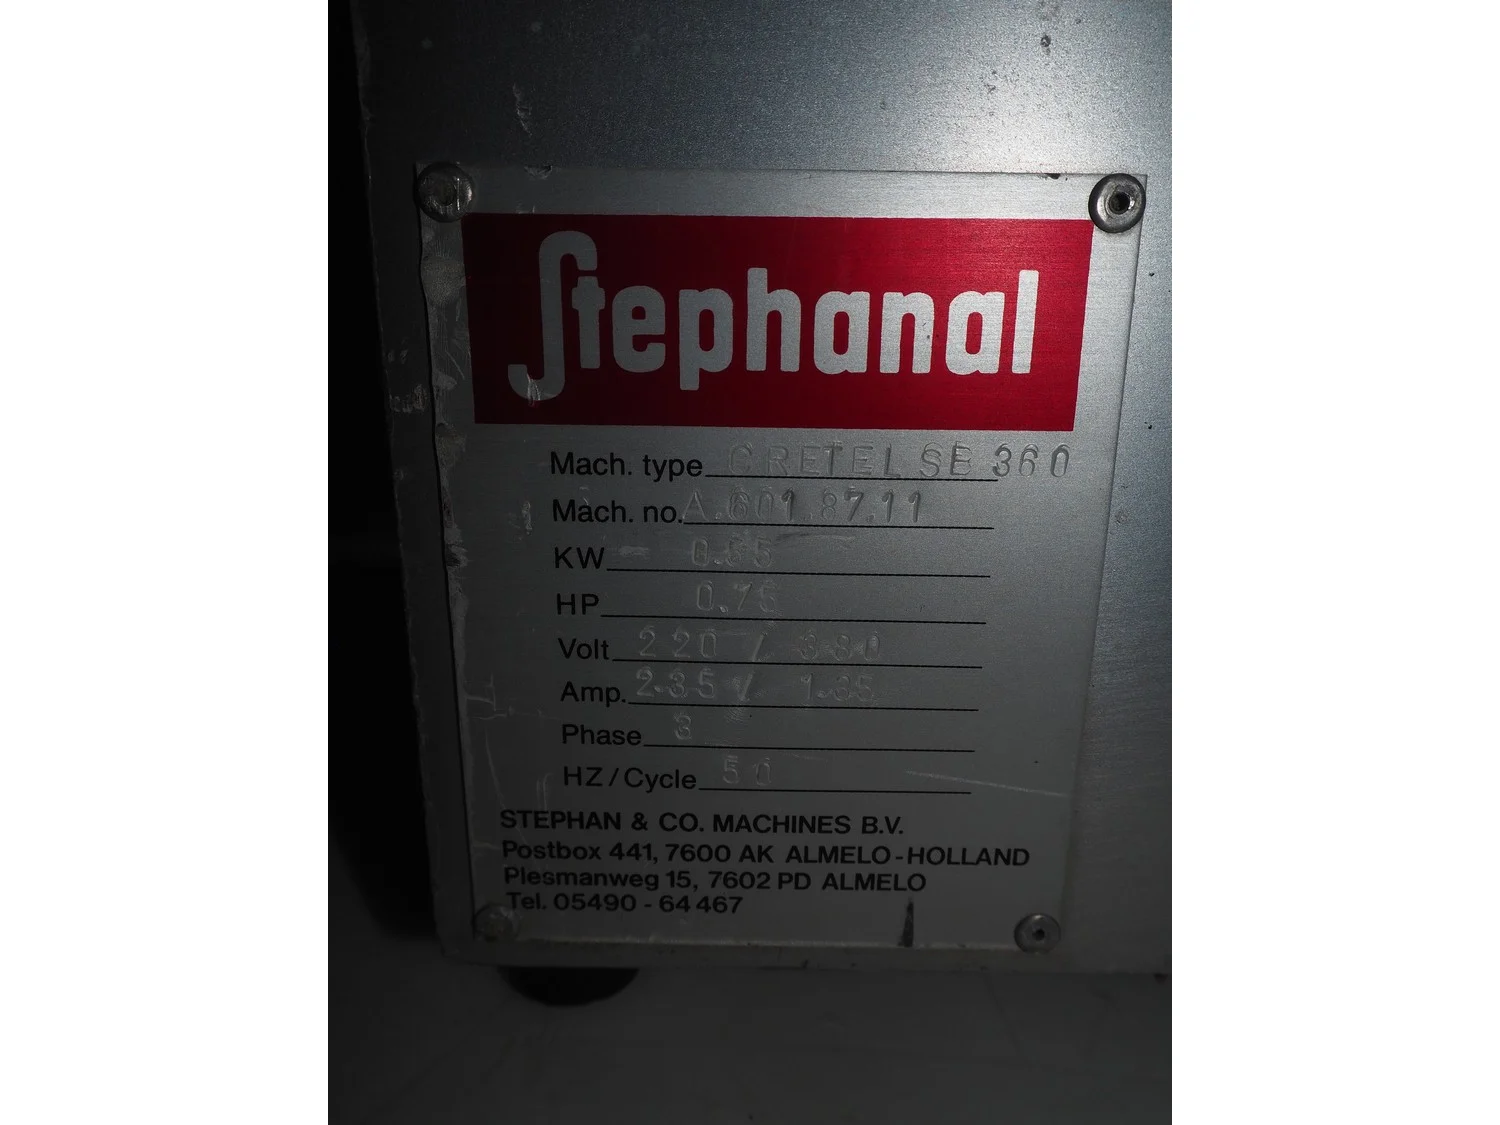 Stephanal
Mach. type CRETEL SB 360
Mach. no. A.601.87.11
KW 0.55
HP 0.75
Volt 220 / 380
Amp. 2.35 / 1.35
Phase 3
HZ/Cycle 50
STEPHAN & CO. MACHINES B.V.
Postbox 441, 7600 AK ALMELO-HOLLAND
Plesmanweg 15, 7602 PD ALMELO
Tel. 05490 - 64467